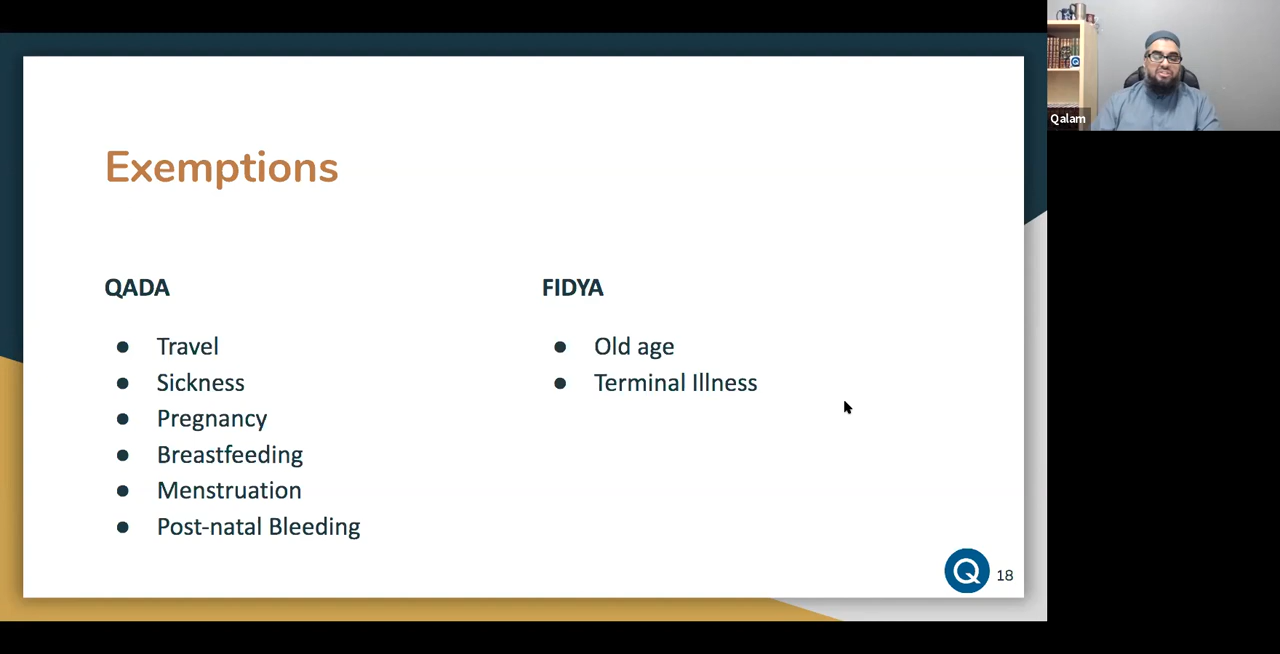 Exemptions
QADA
Travel
Sickness
Pregnancy
Breastfeeding
Menstruation
Post-natal Bleeding
FIDYA
Old age
Terminal Illness
Q 18
Qalam